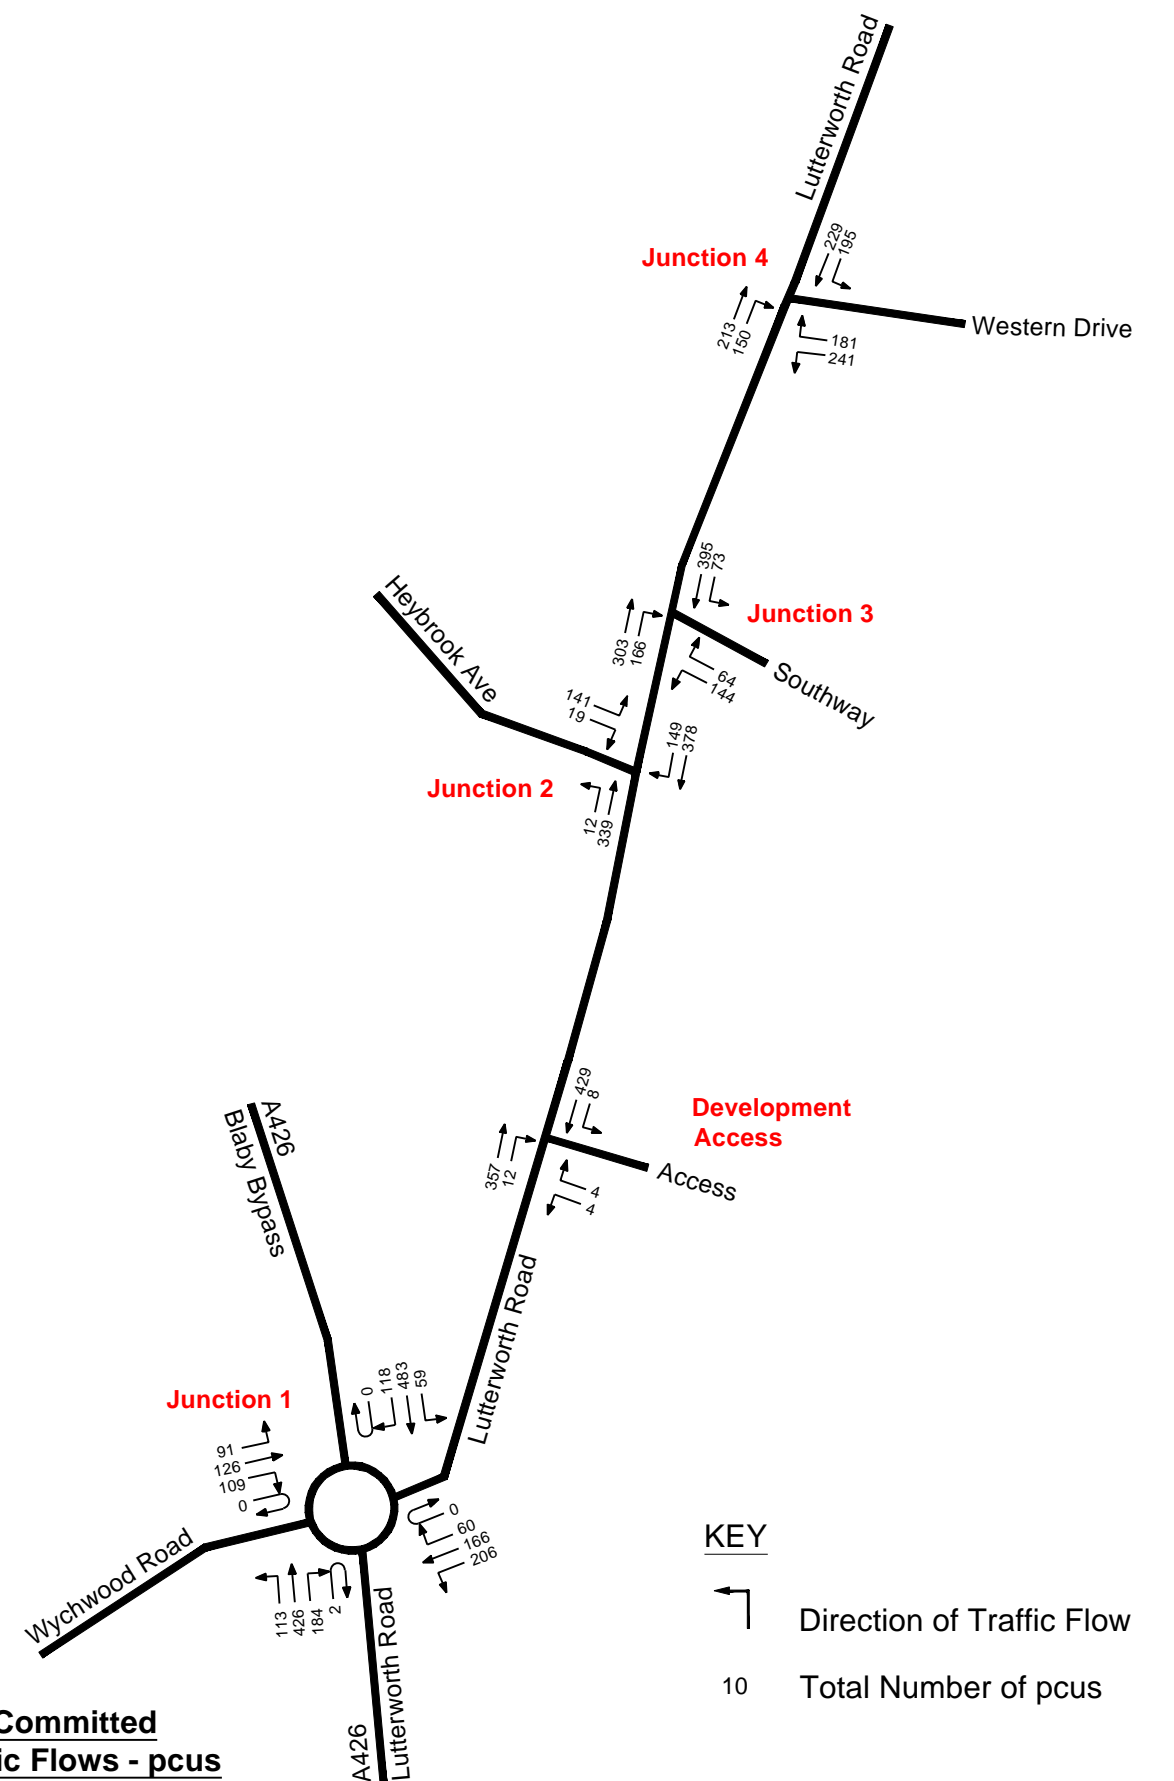 Lutterworth Road
229
195
Junction 4
213
150
Western Drive
181
241
395
73
Junction 3
Heybrook Ave
303
166
64
144
Southway
141
19
149
378
Junction 2
12
339
429
8
Development
Access
357
12
Access
4
4
A426
Blaby Bypass
Lutterworth Road
0
118
483
59
Junction 1
91
126
109
0
0
60
166
206
Wychwood Road
113
426
184
2
A426
Lutterworth Road
KEY
Direction of Traffic Flow
10 Total Number of pcus
Committed
ic Flows - pcus